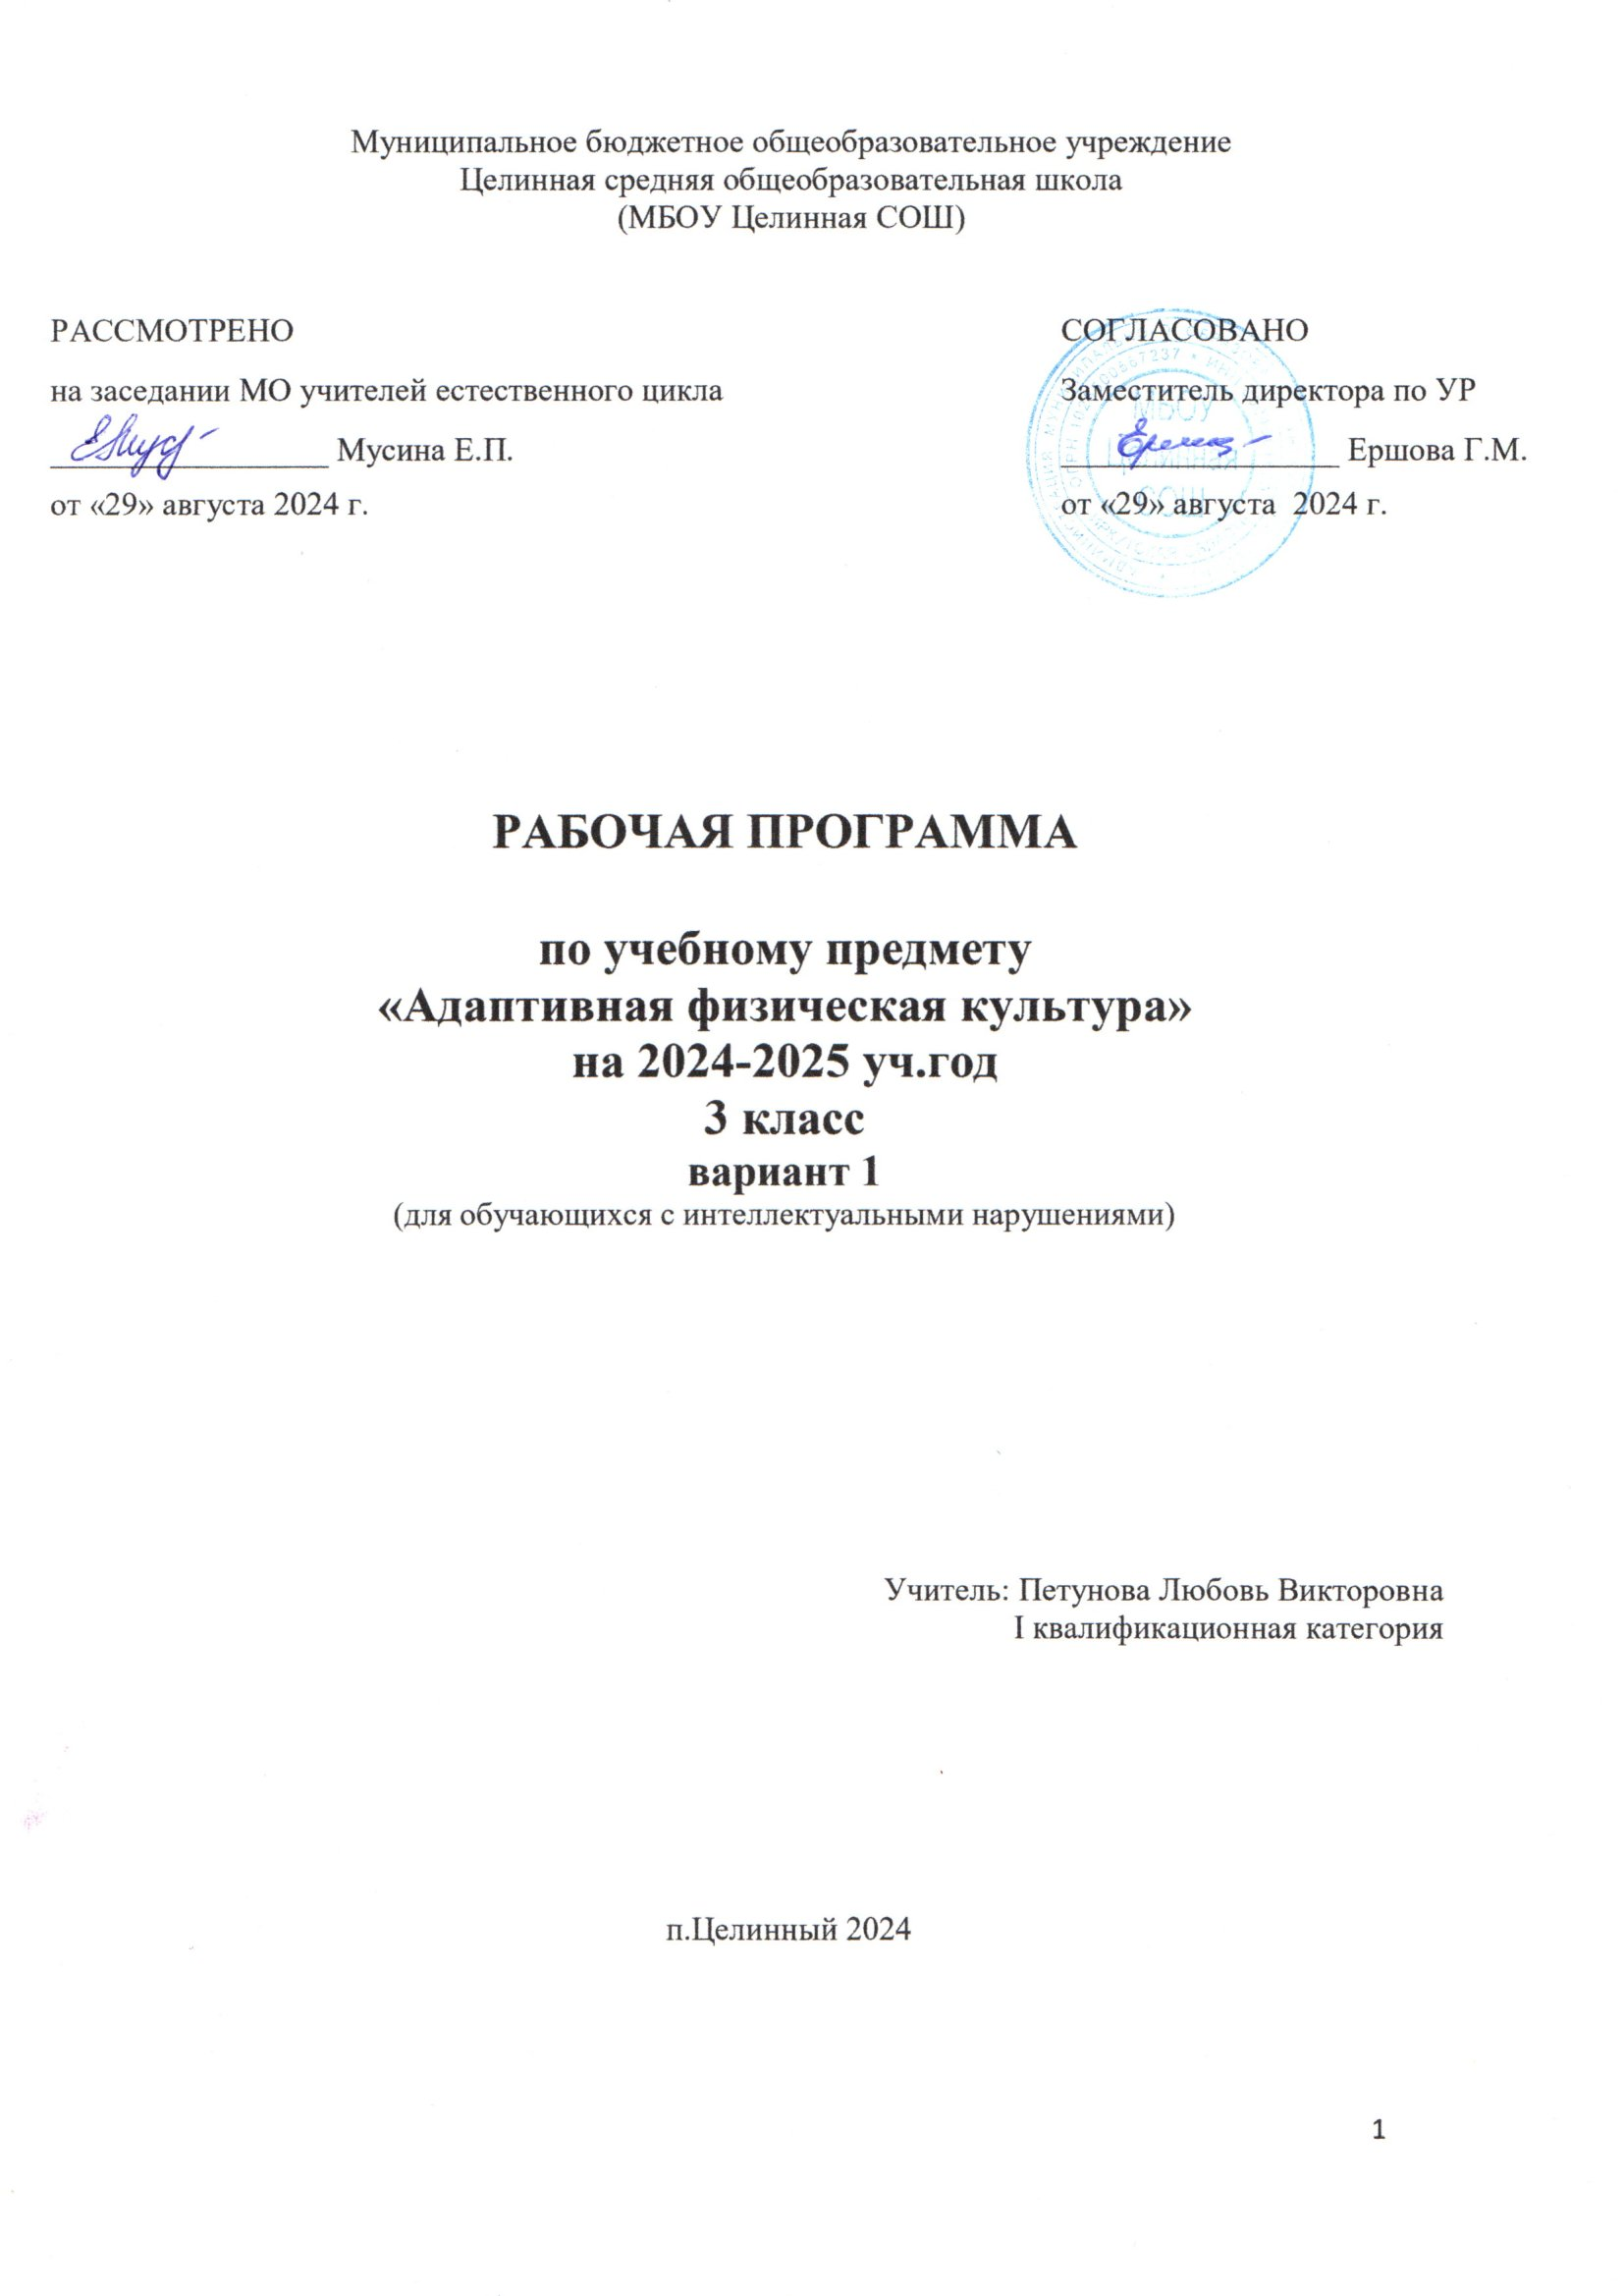 Муниципальное бюджетное общеобразовательное учреждение
Целинная средняя общеобразовательная школа
(МБОУ Целинная СОШ)
РАССМОТРЕНО
на заседании МО учителей естественного цикла
Мусина Е.П.
от «29» августа 2024 г.
СОГЛАСОВАНО
Заместитель директора по УР
Ершова Г.М.
от «29» августа 2024 г.
МБОУ
Целинная
СОШ
РАБОЧАЯ ПРОГРАММА
по учебному предмету
«Адаптивная физическая культура»
на 2024-2025 уч.год
3 класс
вариант 1
(для обучающихся с интеллектуальными нарушениями)
Учитель: Петунова Любовь Викторовна
I квалификационная категория
п.Целинный 2024
1